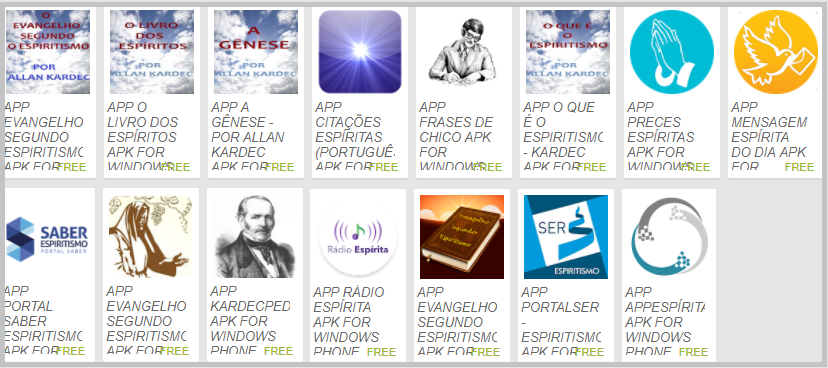 O
EVANGELHO
SEGUNDO
O ESPIRITISMO
POR
ALLAN KARDEC
APP
EVANGELHO
SEGUNDO
ESPIRITISMO
APK FOR
FREE
O LIVRO
DOS
ESPÍRITOS
POR
ALLAN KARDEC
APP O
LIVRO DOS
ESPÍRITOS
APK FOR
WINDOWS
FREE
A
GÊNESE
POR
ALLAN KARDEC
APP A
GÊNESE -
POR ALLAN
KARDEC
APK FOR
FREE
APP
CITAÇÕES
ESPÍRITAS
(PORTUGUÊS
APK FOR
FREE
APP
FRASES DE
CHICO APK
FOR
WINDOWS
FREE
O QUE É
O
ESPIRITISMO
POR
ALLAN KARDEC
APP O QUE
É O
ESPIRITISMO
- KARDEC
APK FOR
FREE
APP
PRECES
ESPÍRITAS
APK FOR
WINDOWS
FREE
APP
MENSAGEM
ESPÍRITA
DO DIA APK
FOR
FREE
SABER
ESPIRITISMO
PORTAL SABER
APP
PORTAL
SABER
ESPIRITISMO
APK FOR
FREE
APP
EVANGELHO
SEGUNDO
ESPIRITISMO
APK FOR
FREE
APP
KARDECPED
APK FOR
WINDOWS
PHONE
FREE
Rádio Espírita
APP RÁDIO
ESPÍRITA
APK FOR
WINDOWS
PHONE
FREE
Evangelho
segundo
Espiritismo
APP
EVANGELHO
SEGUNDO
ESPIRITISMO
APK FOR
FREE
SER
ESPIRITISMO
APP
PORTALSER
-
ESPIRITISMO
APK FOR
FREE
APP
APPESPÍRITA
APK FOR
WINDOWS
PHONE
FREE